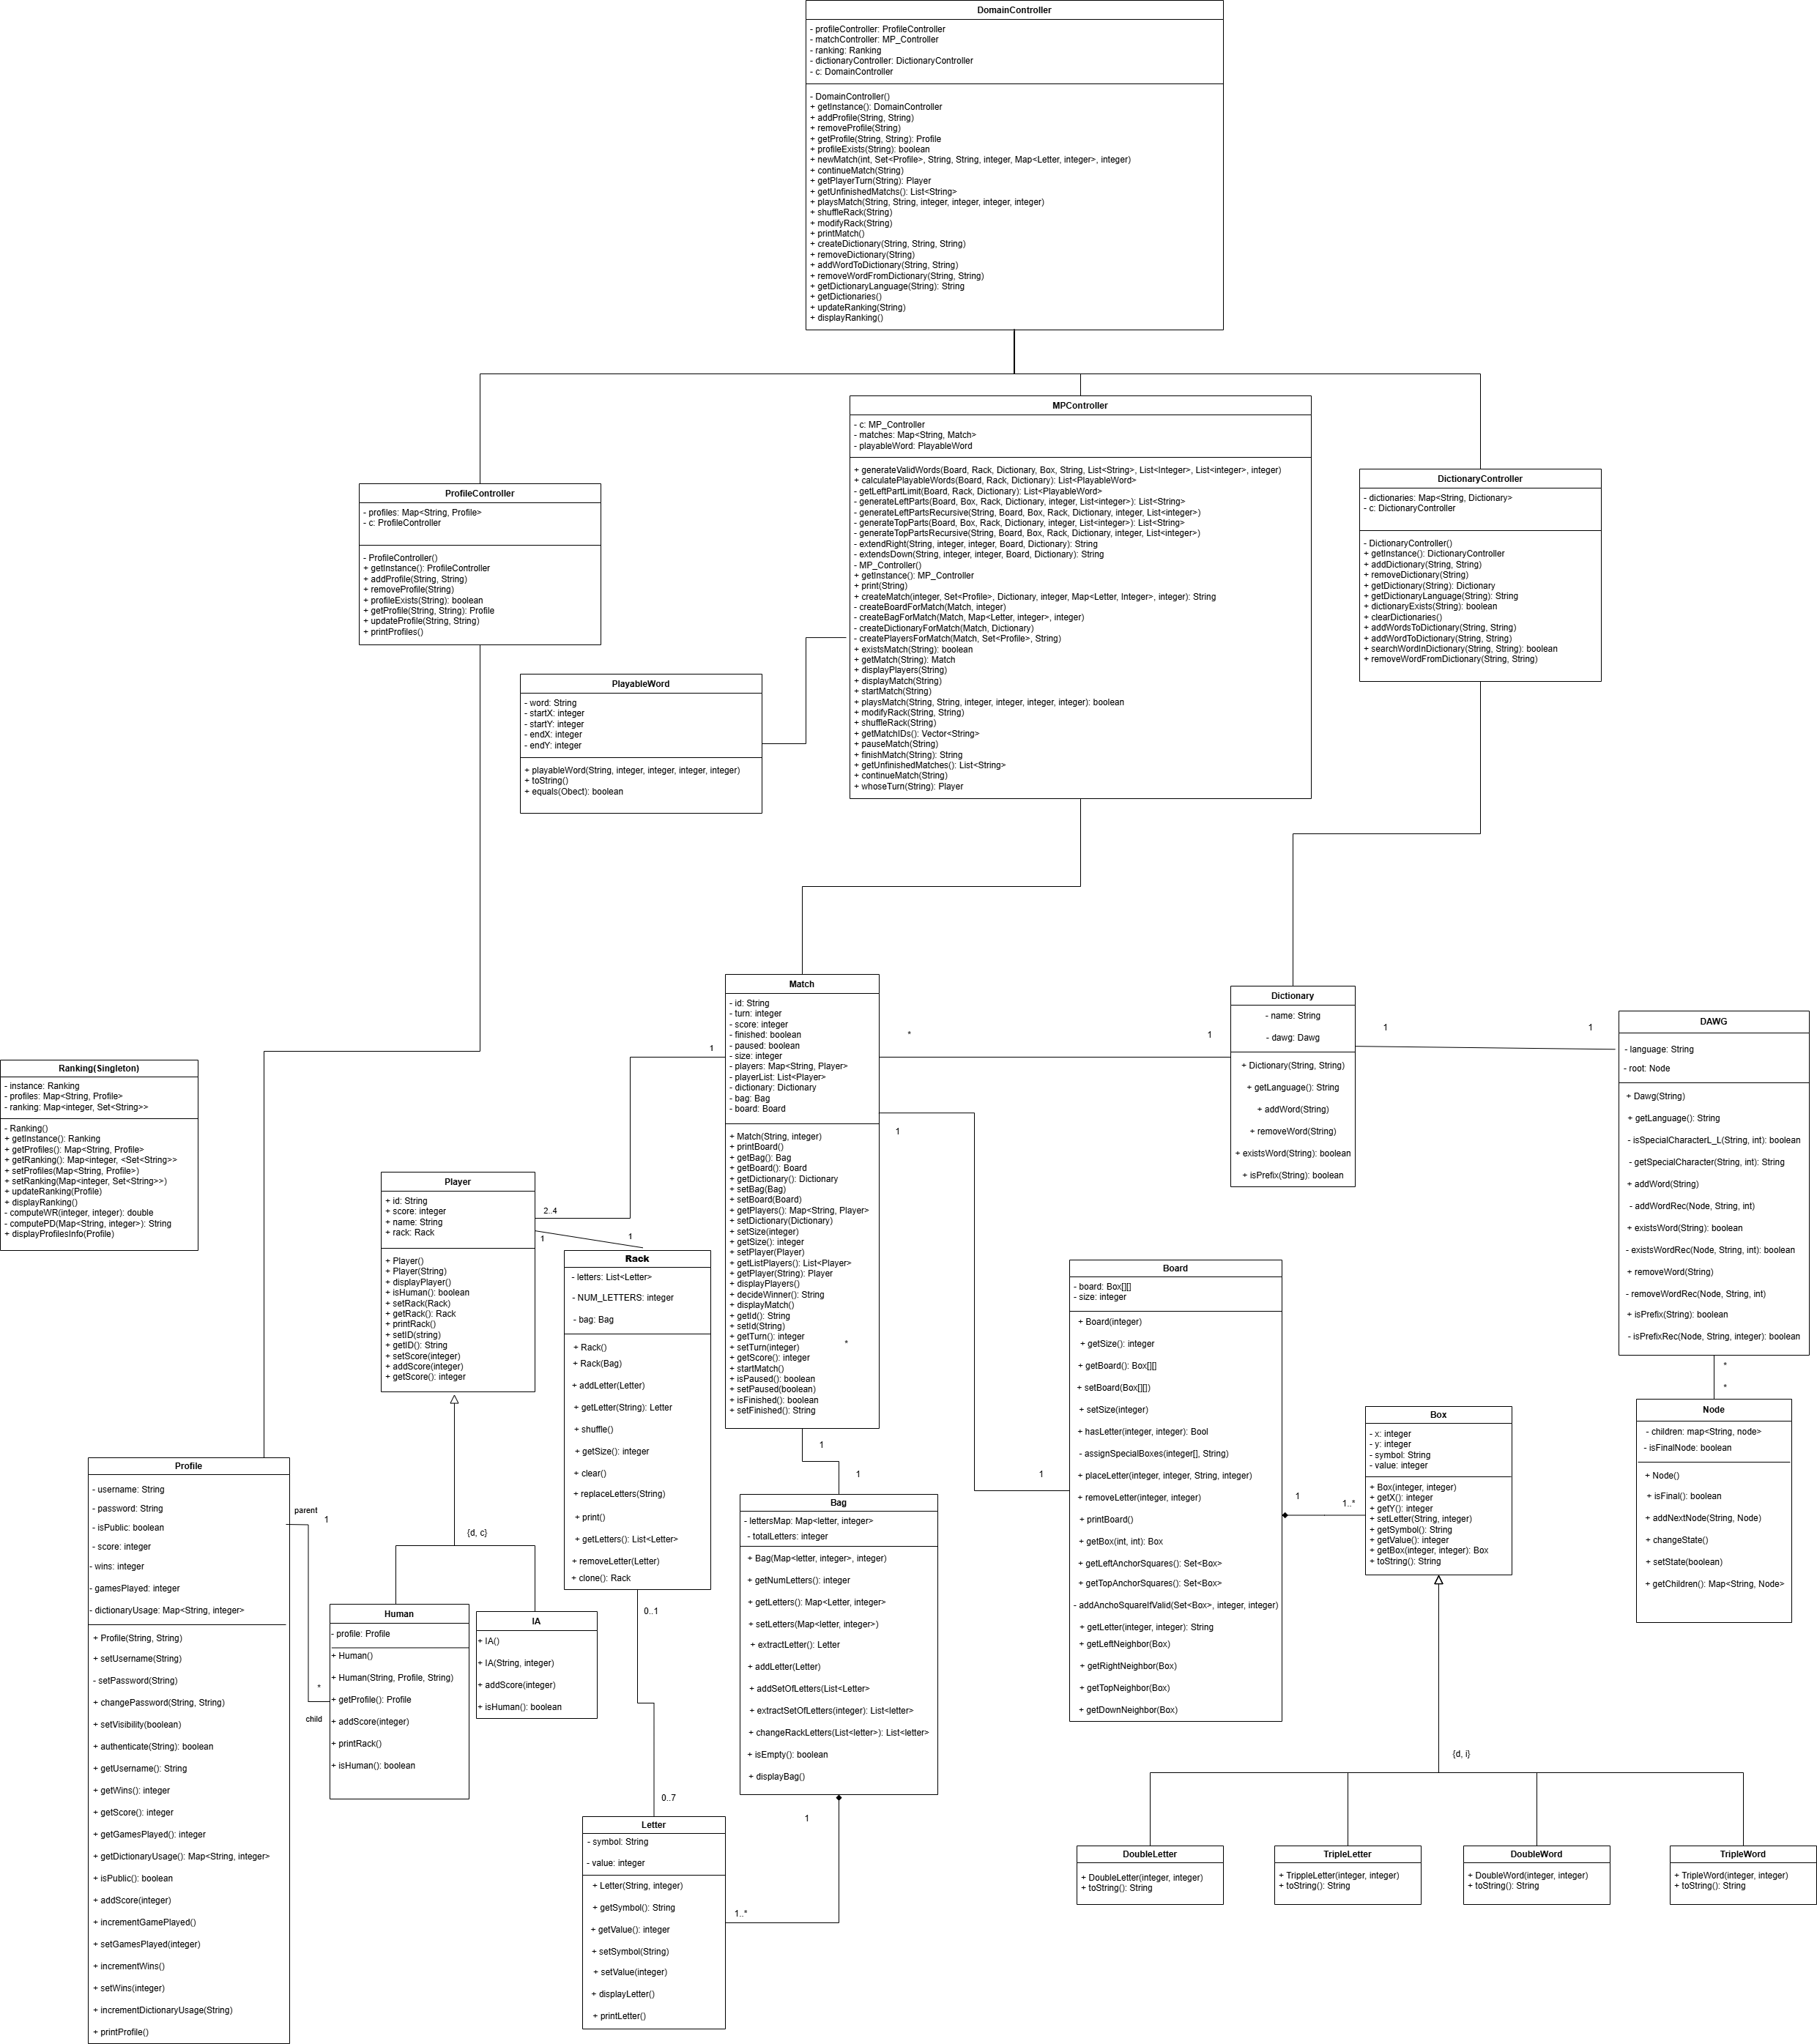 DomainController
- profileController: ProfileController
- matchController: MP_Controller
- ranking: Ranking
- dictionaryController: DictionaryController
- c: DomainController
- DomainController()
+ getInstance(): DomainController
+ addProfile(String, String)
+ removeProfile(String)
+ getProfile(String, String): Profile
+ profileExists(String): boolean
+ newMatch(int, Set<Profile>, String, String, integer, Map<Letter, integer>, integer)
+ continueMatch(String)
+ getPlayerTurn(String): Player
+ getUnfinishedMatchs(): List<String>
+ playsMatch(String, String, integer, integer, integer, integer)
+ shuffleRack(String)
+ modifyRack(String)
+ printMatch()
+ createDictionary(String, String, String)
+ removeDictionary(String)
+ addWordToDictionary(String, String)
+ removeWordFromDictionary(String, String)
+ getDictionaryLanguage(String): String
+ getDictionaries()
+ updateRanking(String)
+ displayRanking()
MPController
- c: MP_Controller
- matches: Map<String, Match>
- playableWord: PlayableWord
+ generateValidWords(Board, Rack, Dictionary, Box, String, List<String>, List<Integer>, List<integer>, integer)
+ calculatePlayableWords(Board, Rack, Dictionary): List<PlayableWord>
- getLeftPartLimit(Board, Rack, Dictionary): List<PlayableWord>
- generateLeftParts(Board, Box, Rack, Dictionary, integer, List<integer>): List<String>
- generateLeftPartsRecursive(String, Board, Box, Rack, Dictionary, integer, List<integer>)
- generateTopParts(Board, Box, Rack, Dictionary, integer, List<integer>): List<String>
- generateTopPartsRecursive(String, Board, Box, Rack, Dictionary, integer, List<integer>)
- extendRight(String, integer, integer, Board, Dictionary): String
- extendsDown(String, integer, integer, Board, Dictionary): String
- MP_Controller()
+ getInstance(): MP_Controller
+ print(String)
+ createMatch(integer, Set<Profile>, Dictionary, integer, Map<Letter, Integer>, integer): String
- createBoardForMatch(Match, integer)
- createBagForMatch(Match, Map<Letter, integer>, integer)
- createDictionaryForMatch(Match, Dictionary)
- createPlayersForMatch(Match, Set<Profile>, String)
+ existsMatch(String): boolean
+ getMatch(String): Match
+ displayPlayers(String)
+ displayMatch(String)
+ startMatch(String)
+ playsMatch(String, String, integer, integer, integer, integer): boolean
+ modifyRack(String, String)
+ shuffleRack(String)
+ getMatchIDs(): Vector<String>
+ pauseMatch(String)
+ finishMatch(String): String
+ getUnfinishedMatches(): List<String>
+ continueMatch(String)
+ whoseTurn(String): Player
ProfileController
- profiles: Map<String, Profile>
- c: ProfileController
- ProfileController()
+ getInstance(): ProfileController
+ addProfile(String, String)
+ removeProfile(String)
+ profileExists(String): boolean
+ getProfile(String, String): Profile
+ updateProfile(String, String)
+ printProfiles()
DictionaryController
- dictionaries: Map<String, Dictionary>
- c: DictionaryController
- DictionaryController()
+ getInstance(): DictionaryController
+ addDictionary(String, String)
+ removeDictionary(String)
+ getDictionary(String): Dictionary
+ getDictionaryLanguage(String): String
+ dictionaryExists(String): boolean
+ clearDictionaries()
+ addWordsToDictionary(String, String)
+ addWordToDictionary(String, String)
+ searchWordInDictionary(String, String): boolean
+ removeWordFromDictionary(String, String)
PlayableWord
- word: String
- startX: integer
- startY: integer
- endX: integer
- endY: integer
+ playableWord(String, integer, integer, integer, integer)
+ toString()
+ equals(Obect): boolean
Match
- id: String
- turn: integer
- score: integer
- finished: boolean
- paused: boolean
- size: integer
- players: Map<String, Player>
- playerList: List<Player>
- dictionary: Dictionary
- bag: Bag
- board: Board
+ Match(String, integer)
+ printBoard()
+ getBag(): Bag
+ getBoard(): Board
+ getDictionary(): Dictionary
+ setBag(Bag)
+ setBoard(Board)
+ getPlayers(): Map<String, Player>
+ setDictionary(Dictionary)
+ setSize(integer)
+ getSize(): integer
+ setPlayer(Player)
+ getListPlayers(): List<Player>
+ getPlayer(String): Player
+ displayPlayers()
+ decideWinner(): String
+ displayMatch()
+ getId(): String
+ setId(String)
+ getTurn(): integer
+ setTurn(integer)
+ getScore(): integer
+ startMatch()
+ isPaused(): boolean
+ setPaused(boolean)
+ isFinished(): boolean
+ setFinished(): String
*
*
1
1
1
1
2..4
1
1
1
1
Dictionary
- name: String
- dawg: Dawg
+ Dictionary(String, String)
+ getLanguage(): String
+ addWord(String)
+ removeWord(String)
+ existsWord(String): boolean
+ isPrefix(String): boolean
1
1
DAWG
- language: String
- root: Node
+ Dawg(String)
+ getLanguage(): String
- isSpecialCharacterL_L(String, int): boolean
- getSpecialCharacter(String, int): String
+ addWord(String)
- addWordRec(Node, String, int)
+ existsWord(String): boolean
- existsWordRec(Node, String, int): boolean
+ removeWord(String)
- removeWordRec(Node, String, int)
+ isPrefix(String): boolean
- isPrefixRec(Node, String, integer): boolean
*
*
Node
- children: map<String, node>
- isFinalNode: boolean
+ Node()
+ isFinal(): boolean
+ addNextNode(String, Node)
+ changeState()
+ setState(boolean)
+ getChildren(): Map<String, Node>
Ranking(Singleton)
- instance: Ranking
- profiles: Map<String, Profile>
- ranking: Map<integer, Set<String>>
- Ranking()
+ getInstance(): Ranking
+ getProfiles(): Map<String, Profile>
+ getRanking(): Map<integer, <Set<String>>
+ setProfiles(Map<String, Profile>)
+ setRanking(Map<integer, Set<String>>)
+ updateRanking(Profile)
+ displayRanking()
- computeWR(integer, integer): double
- computePD(Map<String, integer>): String
+ displayProfilesInfo(Profile)
Player
+ id: String
+ score: integer
+ name: String
+ rack: Rack
+ Player()
+ Player(String)
+ displayPlayer()
+ isHuman(): boolean
+ setRack(Rack)
+ getRack(): Rack
+ printRack()
+ setID(string)
+ getID(): String
+ setScore(integer)
+ addScore(integer)
+ getScore(): integer
1
1
Rack
- letters: List<Letter>
- NUM_LETTERS: integer
- bag: Bag
+ Rack()
+ Rack(Bag)
+ addLetter(Letter)
+ getLetter(String): Letter
+ shuffle()
+ getSize(): integer
+ clear()
+ replaceLetters(String)
+ print()
+ getLetters(): List<Letter>
+ removeLetter(Letter)
+ clone(): Rack
0..1
0..7
{d, c}
Profile
- username: String
- password: String
- isPublic: boolean
- score: integer
- wins: integer
- gamesPlayed: integer
- dictionaryUsage: Map<String, integer>
+ Profile(String, String)
+ setUsername(String)
- setPassword(String)
+ changePassword(String, String)
+ setVisibility(boolean)
+ authenticate(String): boolean
+ getUsername(): String
+ getWins(): integer
+ getScore(): integer
+ getGamesPlayed(): integer
+ getDictionaryUsage(): Map<String, integer>
+ isPublic(): boolean
+ addScore(integer)
+ incrementGamePlayed()
+ setGamesPlayed(integer)
+ incrementWins()
+ setWins(integer)
+ incrementDictionaryUsage(String)
+ printProfile()
parent
1
*
child
Human
- profile: Profile
+ Human()
+ Human(String, Profile, String)
+ getProfile(): Profile
+ addScore(integer)
+ printRack()
+ isHuman(): boolean
IA
+ IA()
+ IA(String, integer)
+ addScore(integer)
+ isHuman(): boolean
Bag
- lettersMap: Map<letter, integer>
- totalLetters: integer
+ Bag(Map<letter, integer>, integer)
+ getNumLetters(): integer
+ getLetters(): Map<Letter, integer>
+ setLetters(Map<letter, integer>)
+ extractLetter(): Letter
+ addLetter(Letter)
+ addSetOfLetters(List<Letter>
+ extractSetOfLetters(integer): List<letter>
+ changeRackLetters(List<letter>): List<letter>
+ isEmpty(): boolean
+ displayBag()
1
1..*
Letter
- symbol: String
- value: integer
+ Letter(String, integer)
+ getSymbol(): String
+ getValue(): integer
+ setSymbol(String)
+ setValue(integer)
+ displayLetter()
+ printLetter()
Board
- board: Box[][]
- size: integer
+ Board(integer)
+ getSize(): integer
+ getBoard(): Box[][]
+ setBoard(Box[][])
+ setSize(integer)
+ hasLetter(integer, integer): Bool
- assignSpecialBoxes(integer[], String)
+ placeLetter(integer, integer, String, integer)
+ removeLetter(integer, integer)
+ printBoard()
+ getBox(int, int): Box
+ getLeftAnchorSquares(): Set<Box>
+ getTopAnchorSquares(): Set<Box>
- addAnchoSquareIfValid(Set<Box>, integer, integer)
+ getLetter(integer, integer): String
+ getLeftNeighbor(Box)
+ getRightNeighbor(Box)
+ getTopNeighbor(Box)
+ getDownNeighbor(Box)
1
1..*
Box
- x: integer
- y: integer
- symbol: String
- value: integer
+ Box(integer, integer)
+ getX(): integer
+ getY(): integer
+ setLetter(String, integer)
+ getSymbol(): String
+ getValue(): integer
+ getBox(integer, integer): Box
+ toString(): String
{d, i}
DoubleLetter
+ DoubleLetter(integer, integer)
+ toString(): String
TripleLetter
+ TrippleLetter(integer, integer)
+ toString(): String
DoubleWord
+ DoubleWord(integer, integer)
+ toString(): String
TripleWord
+ TripleWord(integer, integer)
+ toString(): String